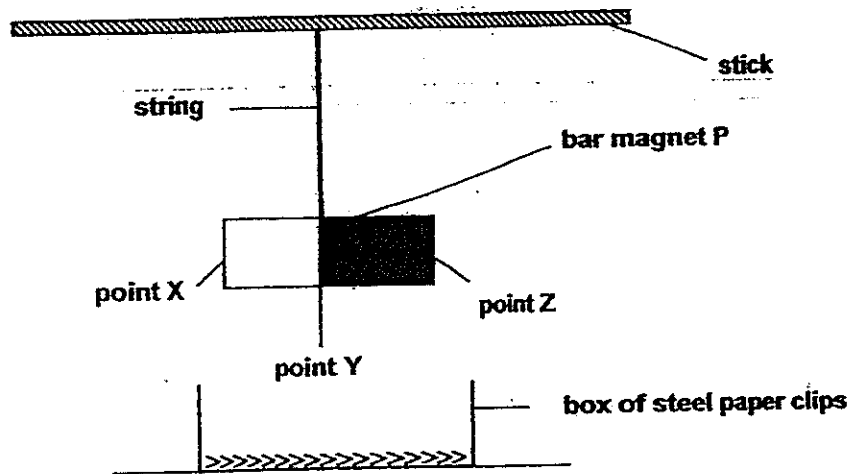 stick
string
bar magnet P
point X
point Z
point Y
box of steel paper clips